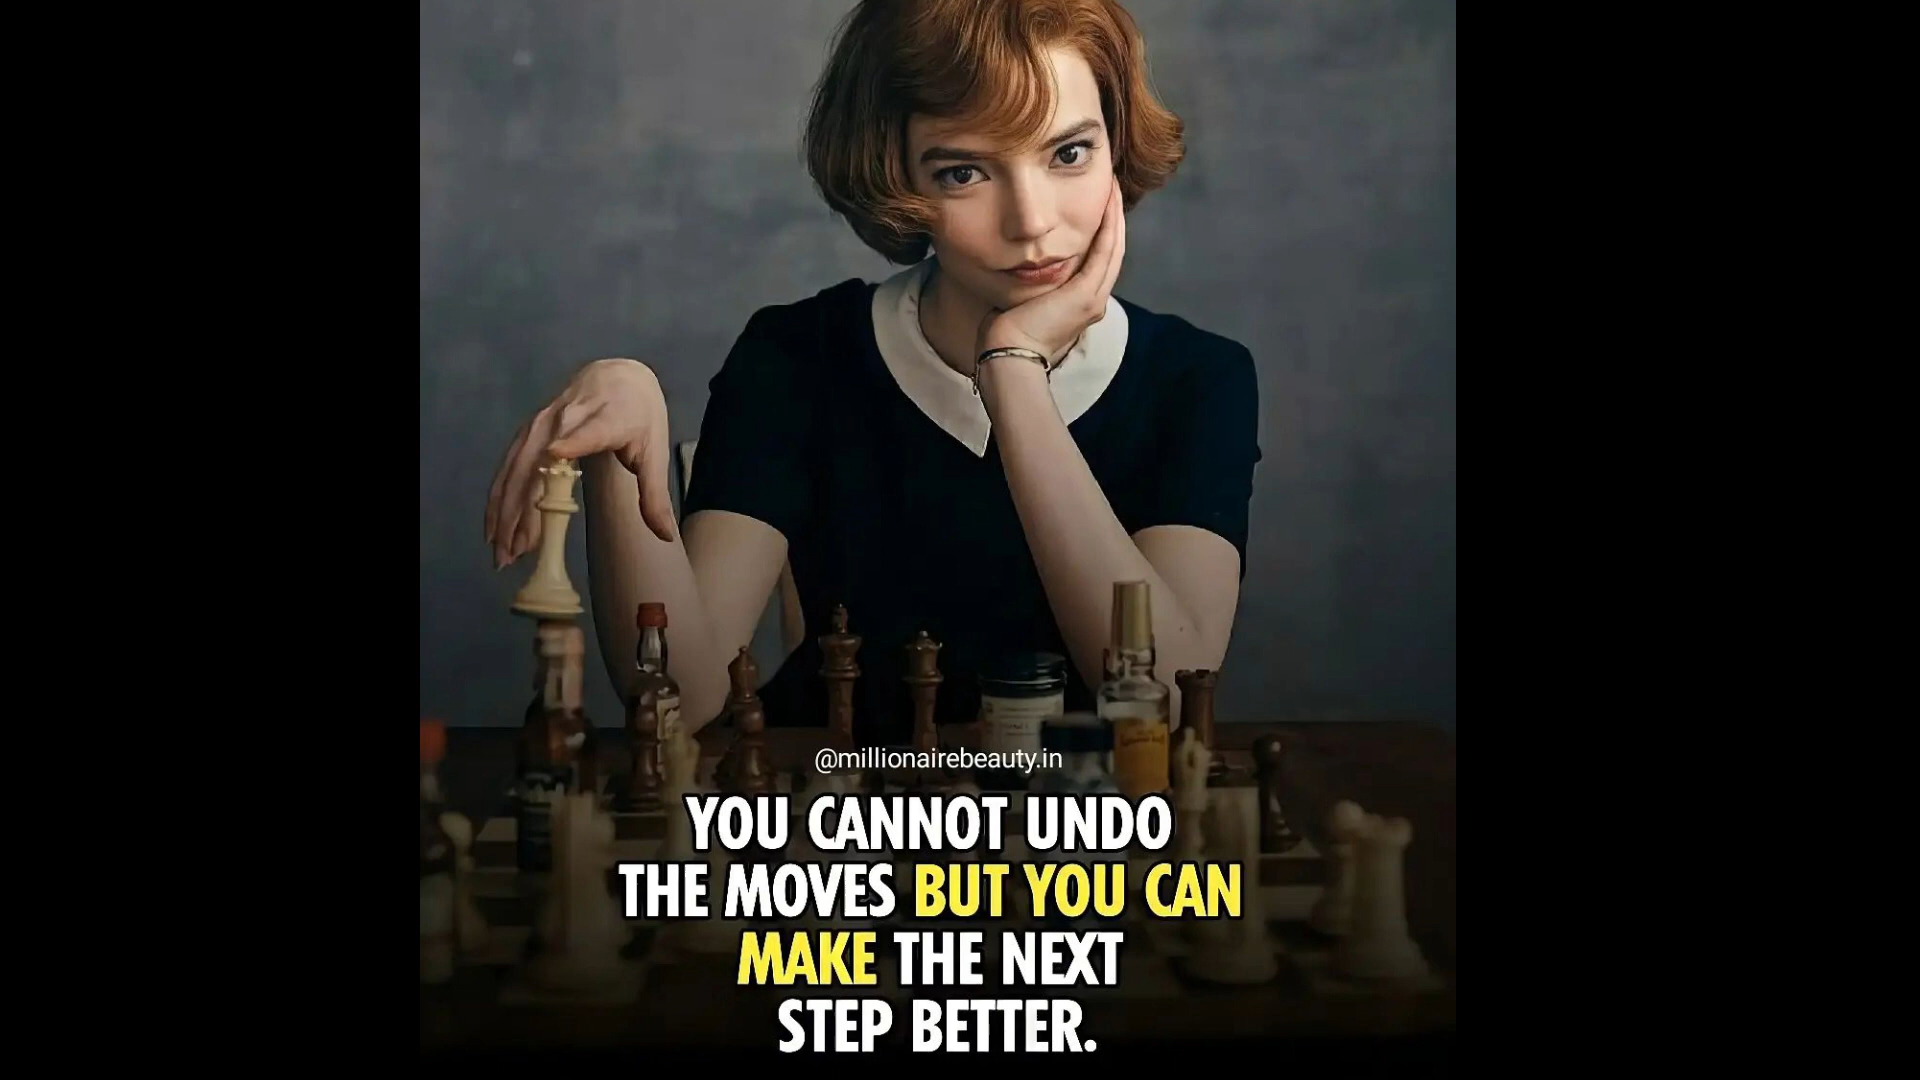 @millionairebeauty.in
YOU CANNOT UNDO
THE MOVES BUT YOU CAN
MAKE THE NEXT
STEP BETTER.